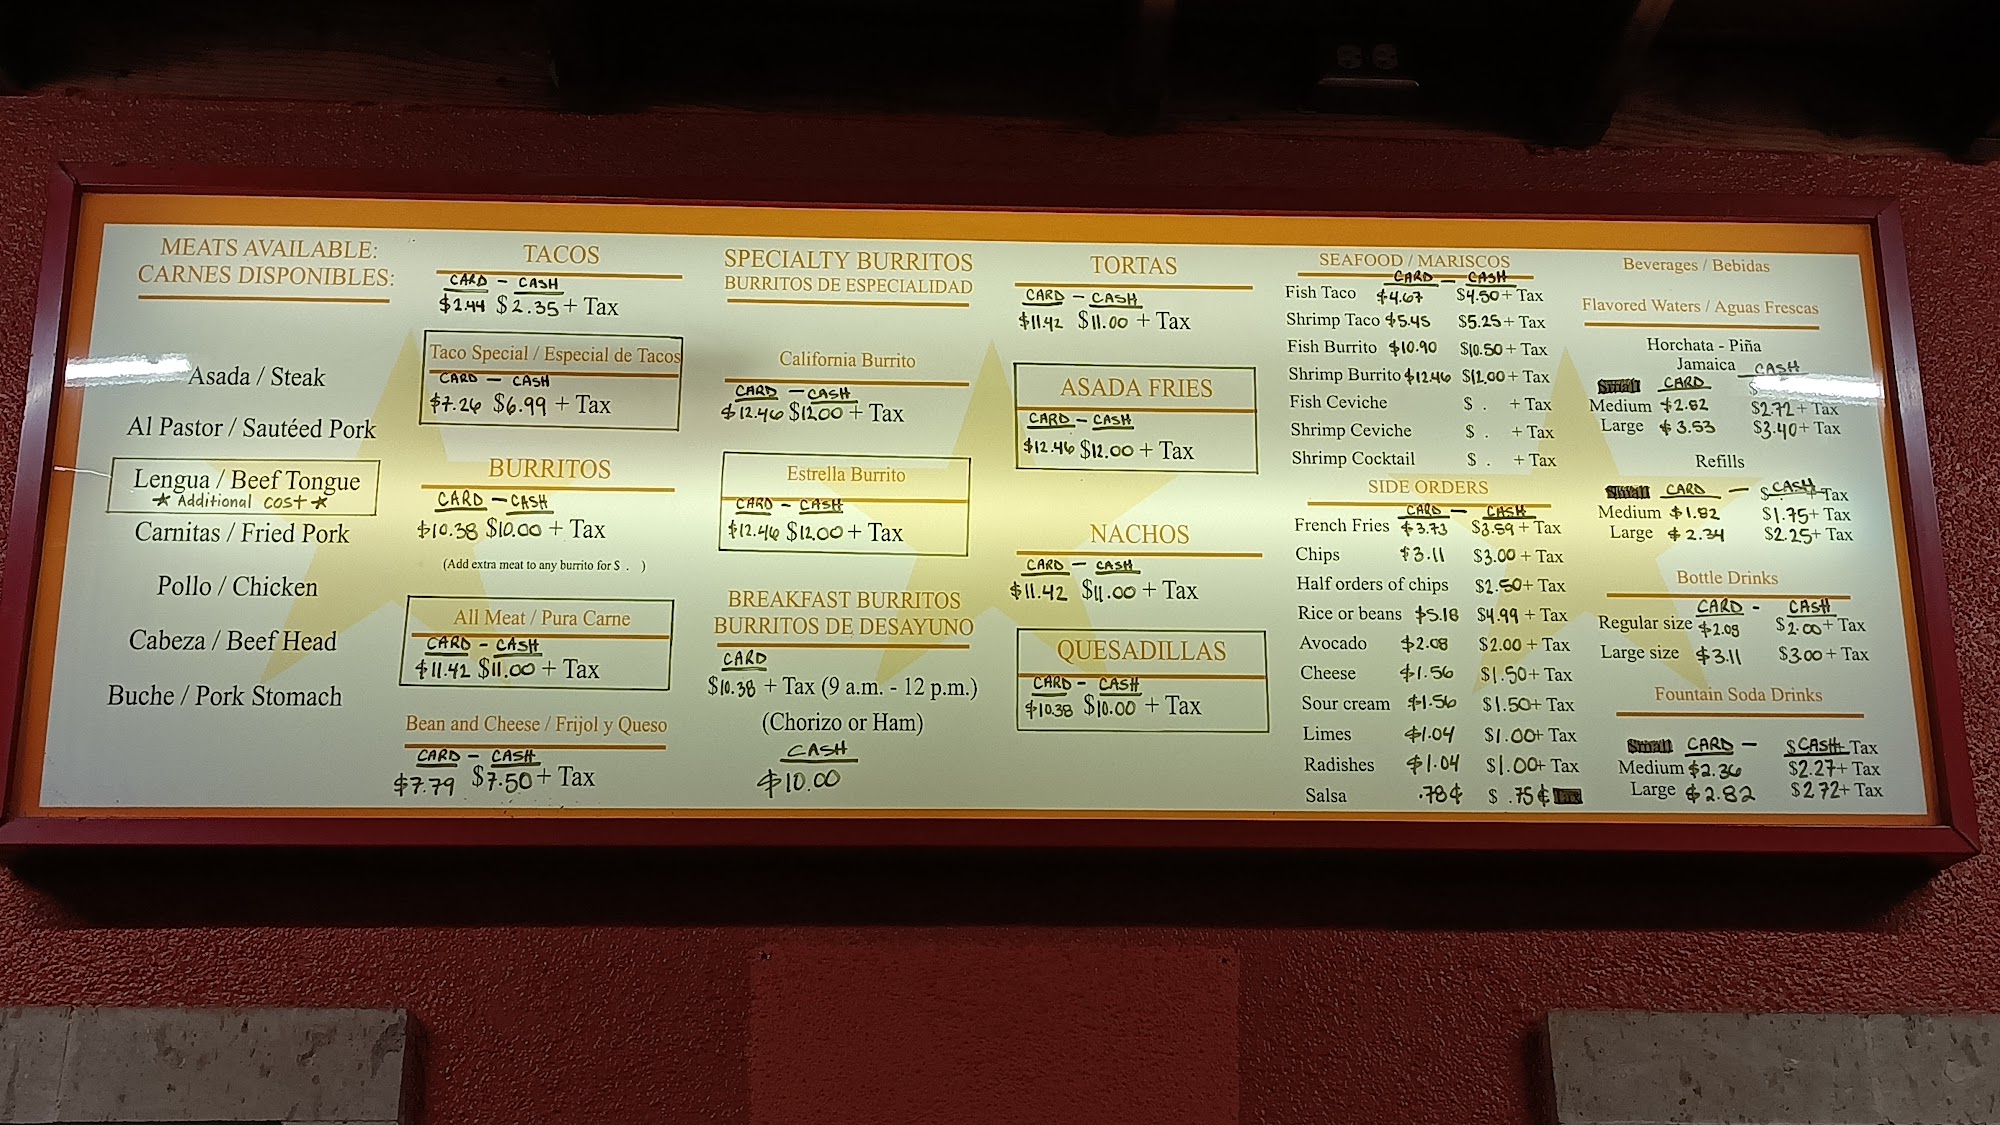 MEATS AVAILABLE:
CARNES DISPONIBLES:
Asada / Steak
Al Pastor / Sautéed Pork
Lengua / Beef Tongue
★ Additional COST ★
Carnitas / Fried Pork
Pollo / Chicken
Cabeza / Beef Head
Buche / Pork Stomach
TACOS
CARD - CASH
$2.44 $2.35 + Tax
Taco Special / Especial de Tacos
CARD - CASH
$7.26 $6.99 + Tax
BURRITOS
CARD - CASH
$10.38 $10.00 + Tax
(Add extra meat to any burrito for $ . )
All Meat / Pura Carne
CARD - CASH
$11.42 $11.00 + Tax
Bean and Cheese / Frijol y Queso
CARD - CASH
$7.79 $7.50 + Tax
SPECIALTY BURRITOS
BURRITOS DE ESPECIALIDAD
California Burrito
CARD - CASH
$12.46 $12.00 + Tax
Estrella Burrito
CARD - CASH
$12.46 $12.00 + Tax
BREAKFAST BURRITOS
BURRITOS DE DESAYUNO
CARD
$10.38 + Tax (9 a.m. - 12 p.m.)
(Chorizo or Ham)
CASH
$10.00
TORTAS
CARD - CASH
$11.42 $11.00 + Tax
ASADA FRIES
CARD - CASH
$12.46 $12.00 + Tax
NACHOS
CARD - CASH
$11.42 $11.00 + Tax
QUESADILLAS
CARD - CASH
$10.38 $10.00 + Tax
SEAFOOD / MARISCOS
CARD - CASH
Fish Taco $4.67 $4.50 + Tax
Shrimp Taco $5.45 $5.25 + Tax
Fish Burrito $10.90 $10.50 + Tax
Shrimp Burrito $12.46 $12.00 + Tax
Fish Ceviche $ . + Tax
Shrimp Ceviche $ . + Tax
Shrimp Cocktail $ . + Tax
SIDE ORDERS
CARD - CASH
French Fries $3.73 $3.59 + Tax
Chips $3.11 $3.00 + Tax
Half orders of chips $2.50 + Tax
Rice or beans $5.18 $4.99 + Tax
Avocado $2.08 $2.00 + Tax
Cheese $1.56 $1.50 + Tax
Sour cream $1.56 $1.50 + Tax
Limes $1.04 $1.00 + Tax
Radishes $1.04 $1.00 + Tax
Salsa .78¢ $ .75¢ Tax
Beverages / Bebidas
Flavored Waters / Aguas Frescas
Horchata - Piña
Jamaica
Small CARD CASH $
Medium $2.82 $2.72 + Tax
Large $3.53 $3.40 + Tax
Refills
Small CARD - $ CASH Tax
Medium $1.82 $1.75 + Tax
Large $2.34 $2.25 + Tax
Bottle Drinks
CARD - CASH
Regular size $2.08 $2.00 + Tax
Large size $3.11 $3.00 + Tax
Fountain Soda Drinks
Small CARD - $ CASH + Tax
Medium $2.36 $2.27 + Tax
Large $2.82 $2.72 + Tax